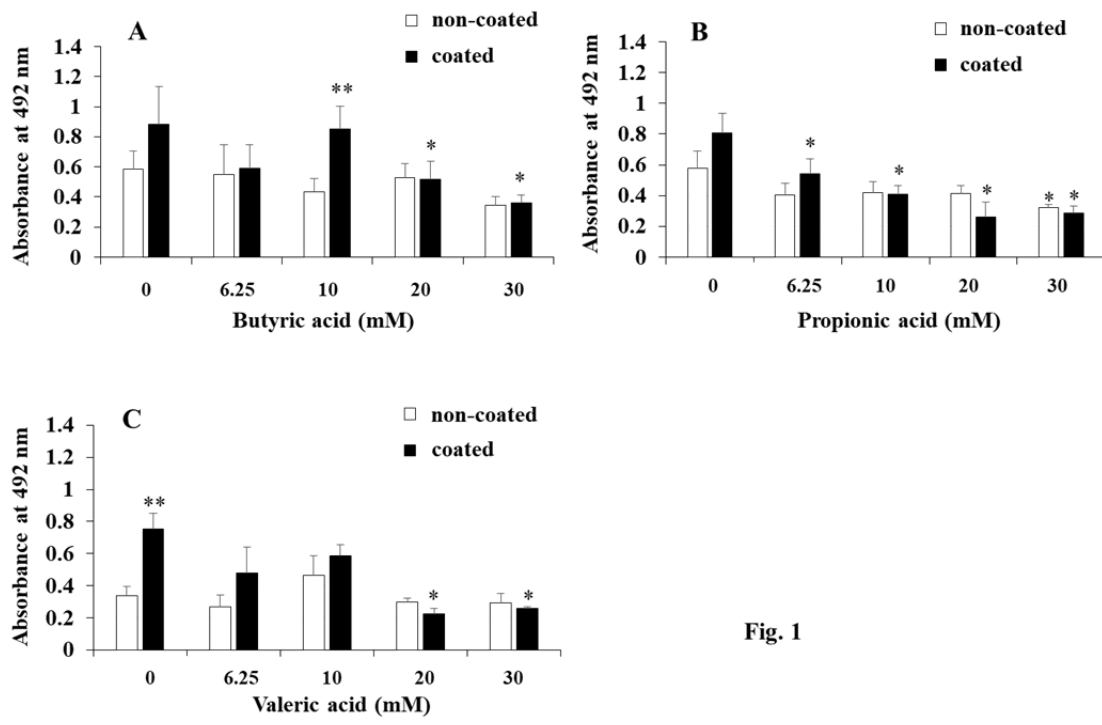 A
non-coated
coated
Absorbance at 492 nm
1.4
1.2
1
0.8
0.6
0.4
0.2
0
** * *
0 6.25 10 20 30
Butyric acid (mM)
B
non-coated
coated
Absorbance at 492 nm
1.4
1.2
1
0.8
0.6
0.4
0.2
0
* * * * *
0 6.25 10 20 30
Propionic acid (mM)
C
non-coated
coated
Absorbance at 492 nm
1.4
1.2
1
0.8
0.6
0.4
0.2
0
** * *
0 6.25 10 20 30
Valeric acid (mM)
Fig. 1